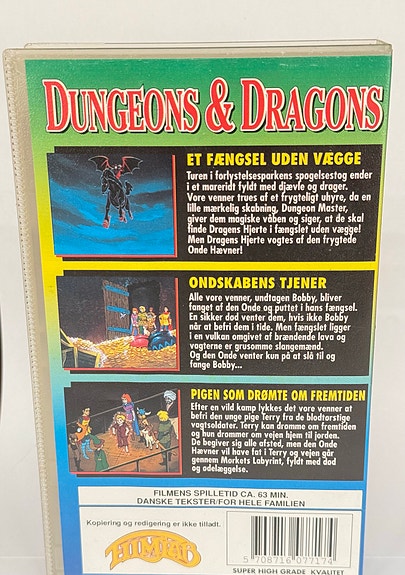 DUNGEONS & DRAGONS
ET FÆNGSEL UDEN VÆGGE
Turen i forlystelsesparkens spøgelsestog ender
i et mareridt fyldt med djævle og drager.
Vore venner trues af et frygteligt uhyre, da en
lille mærkelig skabning, Dungeon Master,
giver dem magiske våben og siger, at de skal
finde Dragens Hjerte i fængslet uden vægge!
Men Dragens Hjerte vogtes af den frygtede
Onde Hævner!
ONDSKABENS TJENER
Alle vore venner, undtagen Bobby, bliver
fanget af den Onde og puttet i hans fængsel.
En sikker død venter dem, hvis ikke Bobby
når at befri dem i tide. Men fængslet ligger
i en vulkan omgivet af brændende lava og
vagterne er grusomme slangemænd.
Og den Onde venter kun på at slå til og
fange Bobby...
PIGEN SOM DRØMTE OM FREMTIDEN
Efter en vild kamp lykkes det vore venner at
befri den unge pige Terry fra de blodtørstige
vagtsoldater. Terry kan drømme om fremtiden
og hun drømmer om vejen hjem til jorden.
De begiver sig alle afsted, men den Onde
Hævner vil have fat i Terry og vejen går
gennem Mørkets Labyrint, fyldt med død
og ødelæggelse.
FILMENS SPILLETID CA. 63 MIN.
DANSKE TEKSTER/FOR HELE FAMILIEN
Kopiering og redigering er ikke tilladt.
FILMLAB
5 708716 077174
SUPER HIGH GRADE KVALITET